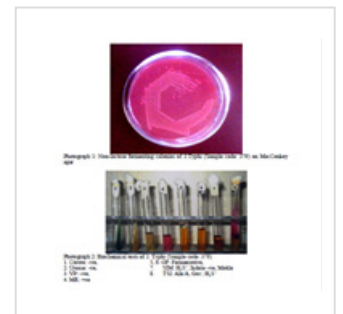 Photograph 1: Non-lactose fermenting colonies of S. Typhi (Sample code: 379) on MacConkey
agar
Photograph 2: Biochemical tests of S. Typhi (Sample code: 379)
1. Citrate: -ve,
2. Urease: -ve,
3. VP: -ve,
4. MR: +ve,
5, 6. OF: Fermentative,
7. SIM: H2S+, Indole -ve, Motile
8. TSI: Alk/A, Gas-, H2S+